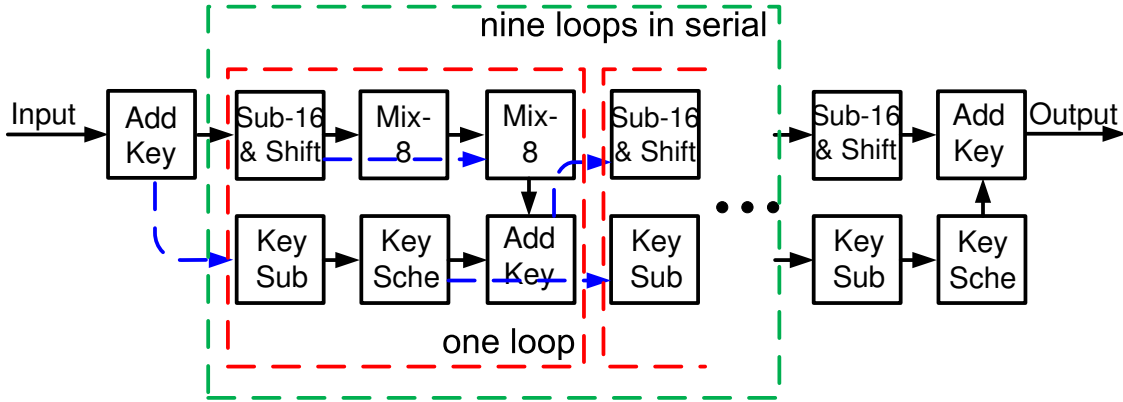 nine loops in serial
Input
Add
Key
Sub-16
& Shift
Mix-
8
Mix-
8
Sub-16
& Shift
Sub-16
& Shift
Add
Key
Output
Key
Sub
Key
Sche
Add
Key
Key
Sub
Key
Sub
Key
Sche
one loop